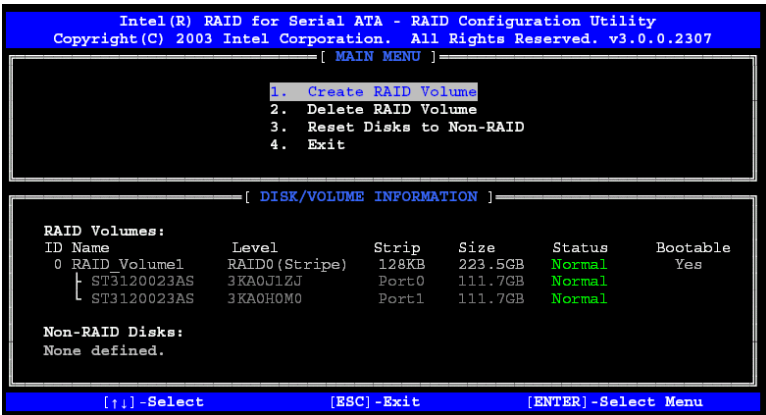 Intel(R) RAID for Serial ATA - RAID Configuration Utility
Copyright(C) 2003 Intel Corporation.  All Rights Reserved. v3.0.0.2307
[ MAIN MENU ]
1.  Create RAID Volume
2.  Delete RAID Volume
3.  Reset Disks to Non-RAID
4.  Exit
[ DISK/VOLUME INFORMATION ]
RAID Volumes:
ID Name Level Strip Size Status Bootable
0 RAID_Volume1 RAID0(Stripe) 128KB 223.5GB Normal Yes
ST3120023AS 3KA0J1ZJ Port0 111.7GB Normal
ST3120023AS 3KA0H0M0 Port1 111.7GB Normal
Non-RAID Disks:
None defined.
[↑↓]-Select [ESC]-Exit [ENTER]-Select Menu